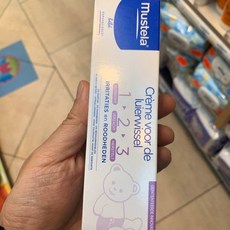 Mustela
bébé
Crème voor de
luierwissel
1 2 3
IRRITATIES en ROODHEDEN